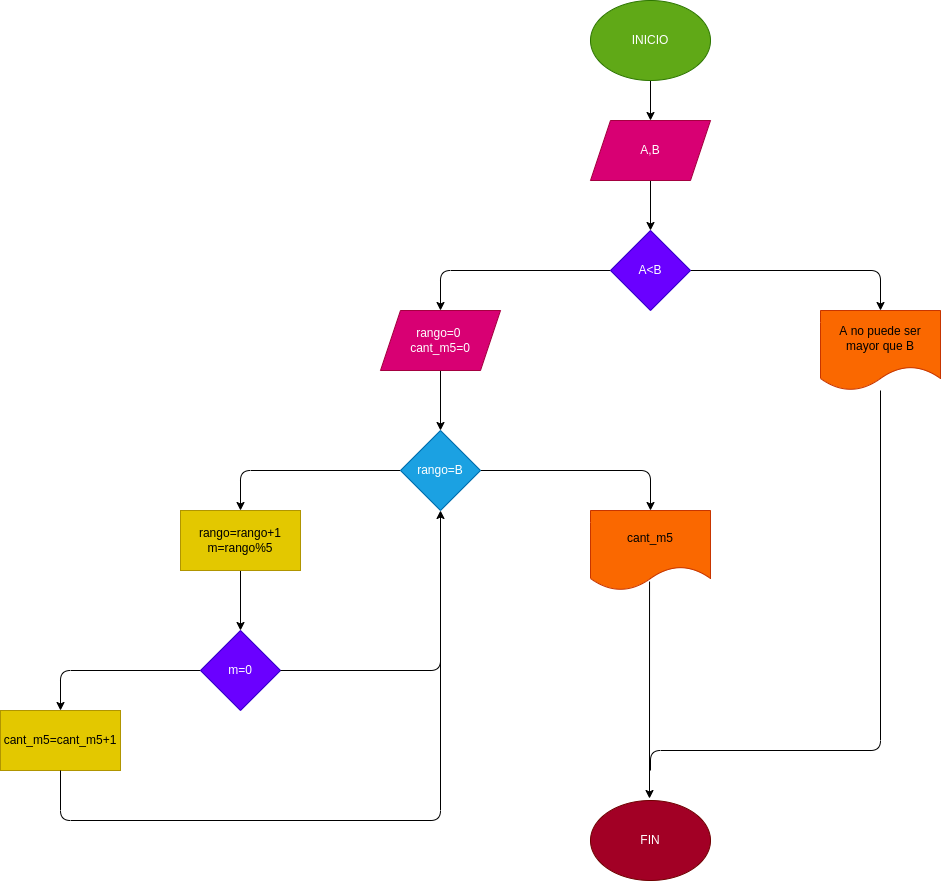 INICIO
A,B
A<B
rango=0
cant_m5=0
A no puede ser
mayor que B
rango=B
rango=rango+1
m=rango%5
cant_m5
m=0
cant_m5=cant_m5+1
FIN